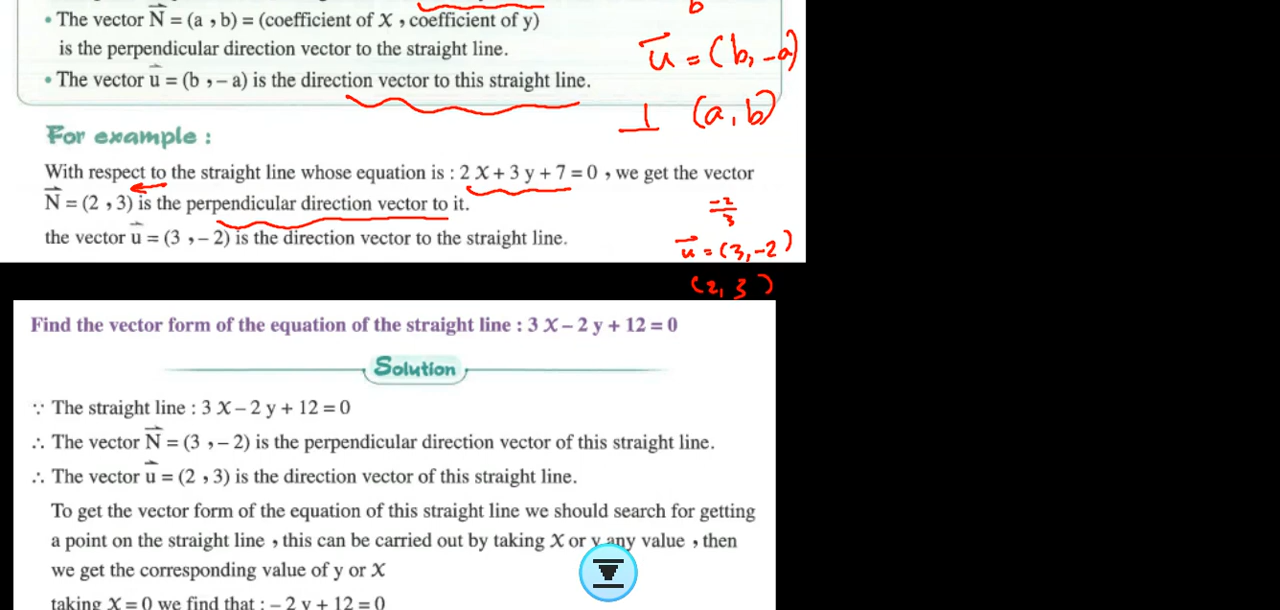 b
• The vector N = (a , b) = (coefficient of X , coefficient of y)
is the perpendicular direction vector to the straight line.
u = (b, -a)
• The vector u = (b , – a) is the direction vector to this straight line.
⊥ (a, b)
For example :
With respect to the straight line whose equation is : 2 X + 3 y + 7 = 0 , we get the vector
N = (2 , 3) is the perpendicular direction vector to it.
-2/3
the vector u = (3 , – 2) is the direction vector to the straight line.
u = (3, -2)
(2, 3)
Find the vector form of the equation of the straight line : 3 X – 2 y + 12 = 0
Solution
∵ The straight line : 3 X – 2 y + 12 = 0
∴ The vector N = (3 , – 2) is the perpendicular direction vector of this straight line.
∴ The vector u = (2 , 3) is the direction vector of this straight line.
To get the vector form of the equation of this straight line we should search for getting
a point on the straight line , this can be carried out by taking X or y any value , then
we get the corresponding value of y or X
taking X = 0 we find that : – 2 y + 12 = 0